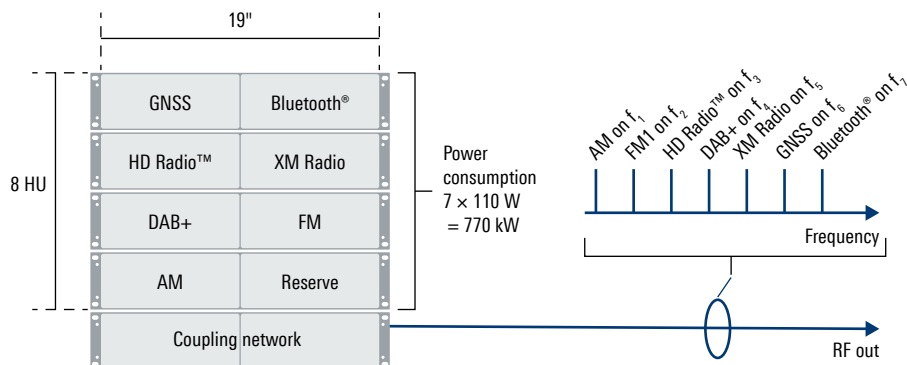 19"
8 HU
GNSS
Bluetooth®
HD Radio™
XM Radio
DAB+
FM
AM
Reserve
Coupling network
Power
consumption
7 × 110 W
= 770 kW
AM on f₁
FM1 on f₂
HD Radio™ on f₃
DAB+ on f₄
XM Radio on f₅
GNSS on f₆
Bluetooth® on f₇
Frequency
RF out